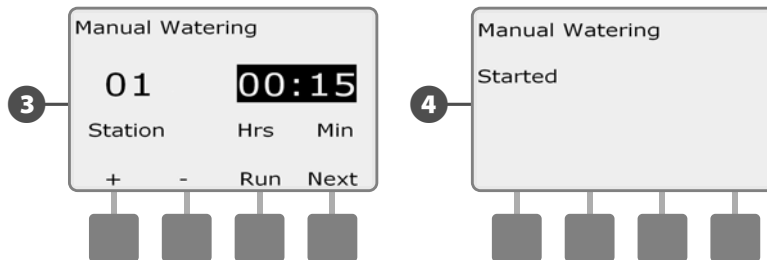 3
Manual Watering
01 00:15
Station Hrs Min
+ - Run Next
4
Manual Watering
Started